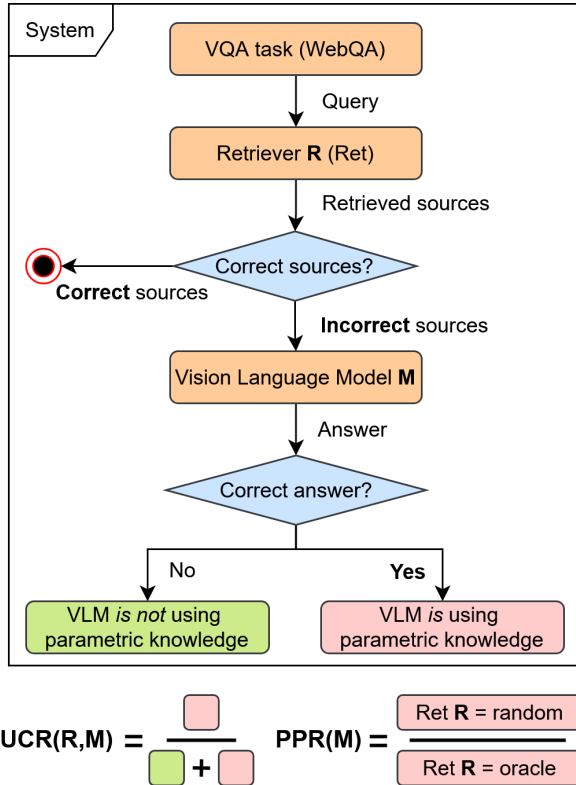 System
VQA task (WebQA)
Query
Retriever R (Ret)
Retrieved sources
Correct sources?
Correct sources
Incorrect sources
Vision Language Model M
Answer
Correct answer?
No
Yes
VLM is not using
parametric knowledge
VLM is using
parametric knowledge
UCR(R,M) =
+
PPR(M) =
Ret R = random
Ret R = oracle